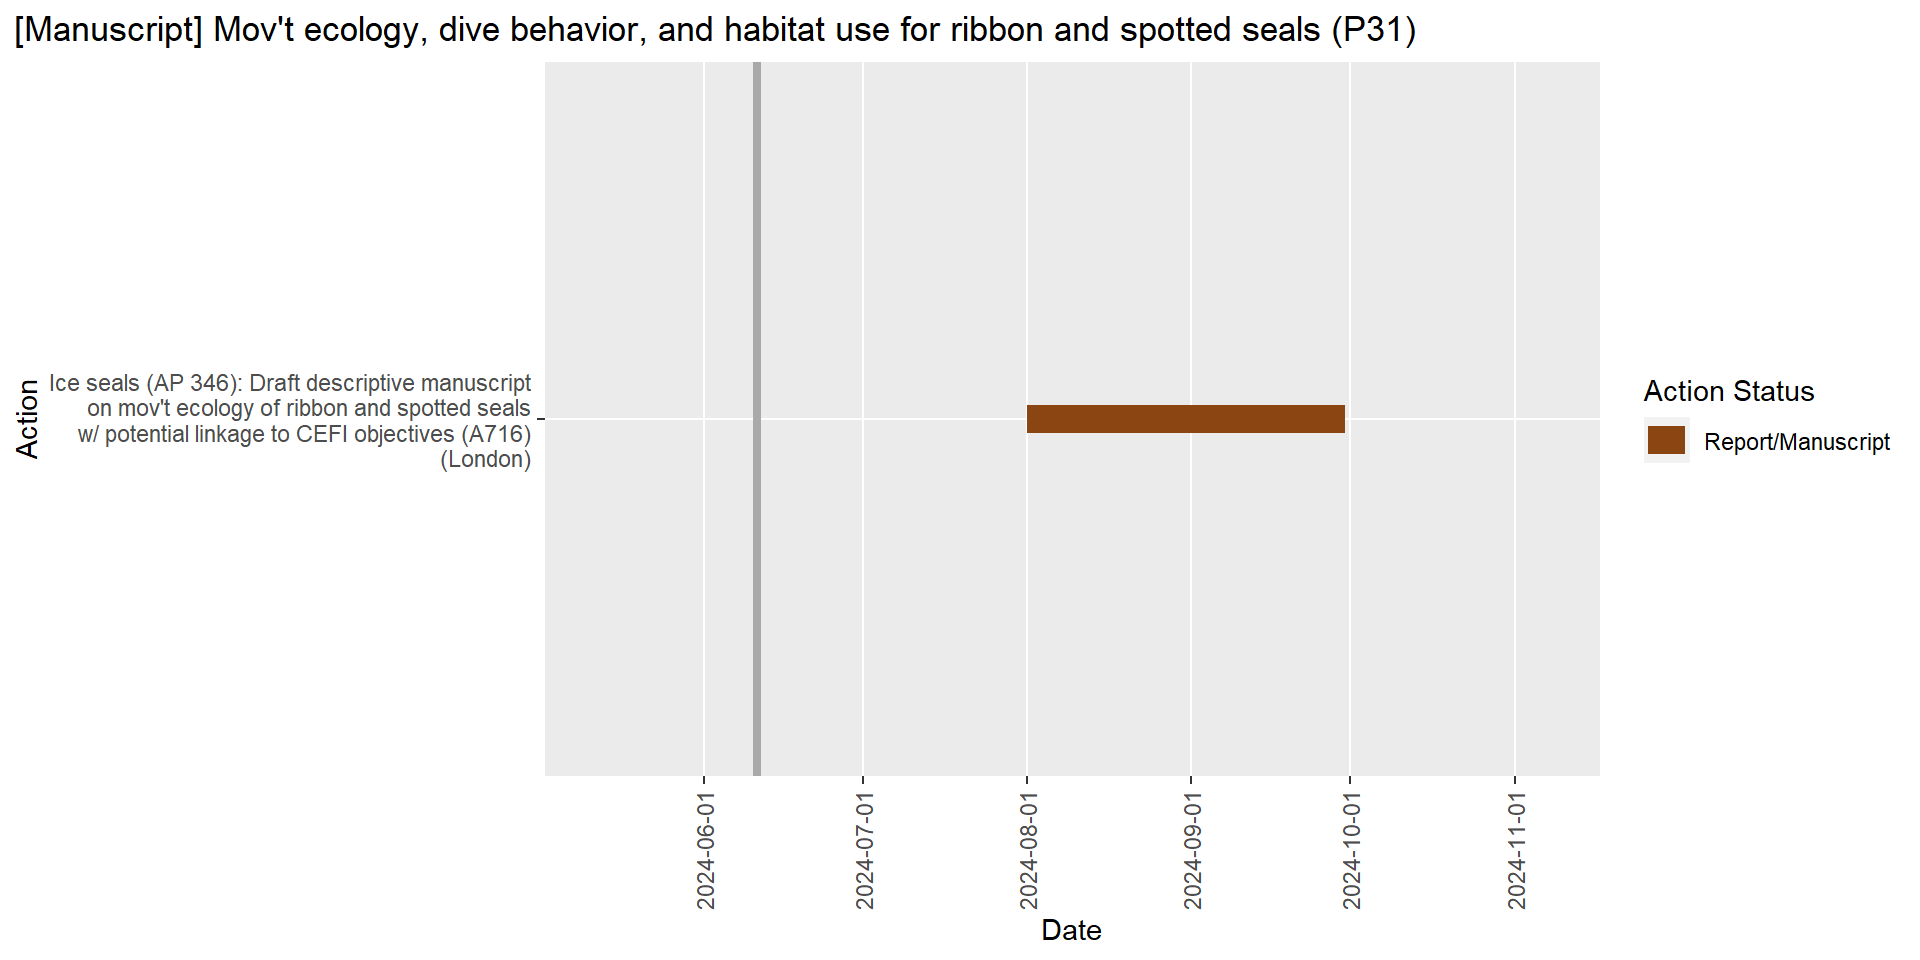 [Manuscript] Mov't ecology, dive behavior, and habitat use for ribbon and spotted seals (P31)
Action
Ice seals (AP 346): Draft descriptive manuscript
on mov't ecology of ribbon and spotted seals
w/ potential linkage to CEFI objectives (A716)
(London)
Action Status
Report/Manuscript
2024-06-01
2024-07-01
2024-08-01
2024-09-01
2024-10-01
2024-11-01
Date